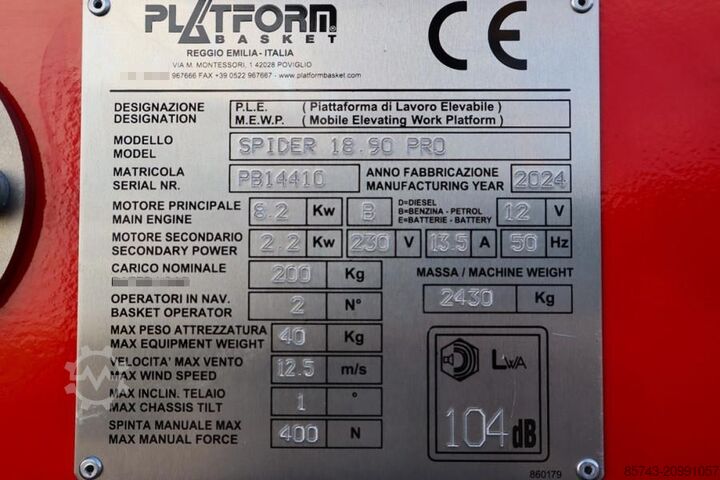 PLATFORM®
BASKET
REGGIO EMILIA - ITALIA
VIA M. MONTESSORI, 1 42028 POVIGLIO
967666 FAX +39 0522 967667 - www.platformbasket.com
CE
DESIGNAZIONE P.L.E. ( Piattaforma di Lavoro Elevabile )
DESIGNATION M.E.W.P. ( Mobile Elevating Work Platform )
MODELLO
MODEL SPIDER 18.90 PRO
MATRICOLA ANNO FABBRICAZIONE
SERIAL NR. PB14410 MANUFACTURING YEAR 2024
MOTORE PRINCIPALE D=DIESEL
MAIN ENGINE 8.2 Kw B B=BENZINA - PETROL 12 V
E=BATTERIE - BATTERY
MOTORE SECONDARIO
SECONDARY POWER 2.2 Kw 230 V 13.5 A 50 Hz
CARICO NOMINALE 200 Kg MASSA / MACHINE WEIGHT
OPERATORI IN NAV. 2430 Kg
BASKET OPERATOR 2 N°
MAX PESO ATTREZZATURA
MAX EQUIPMENT WEIGHT 40 Kg
VELOCITA' MAX VENTO
MAX WIND SPEED 12.5 m/s LWA
MAX INCLIN. TELAIO
MAX CHASSIS TILT 1 °
SPINTA MANUALE MAX
MAX MANUAL FORCE 400 N 104 dB
860179
85743-20991057